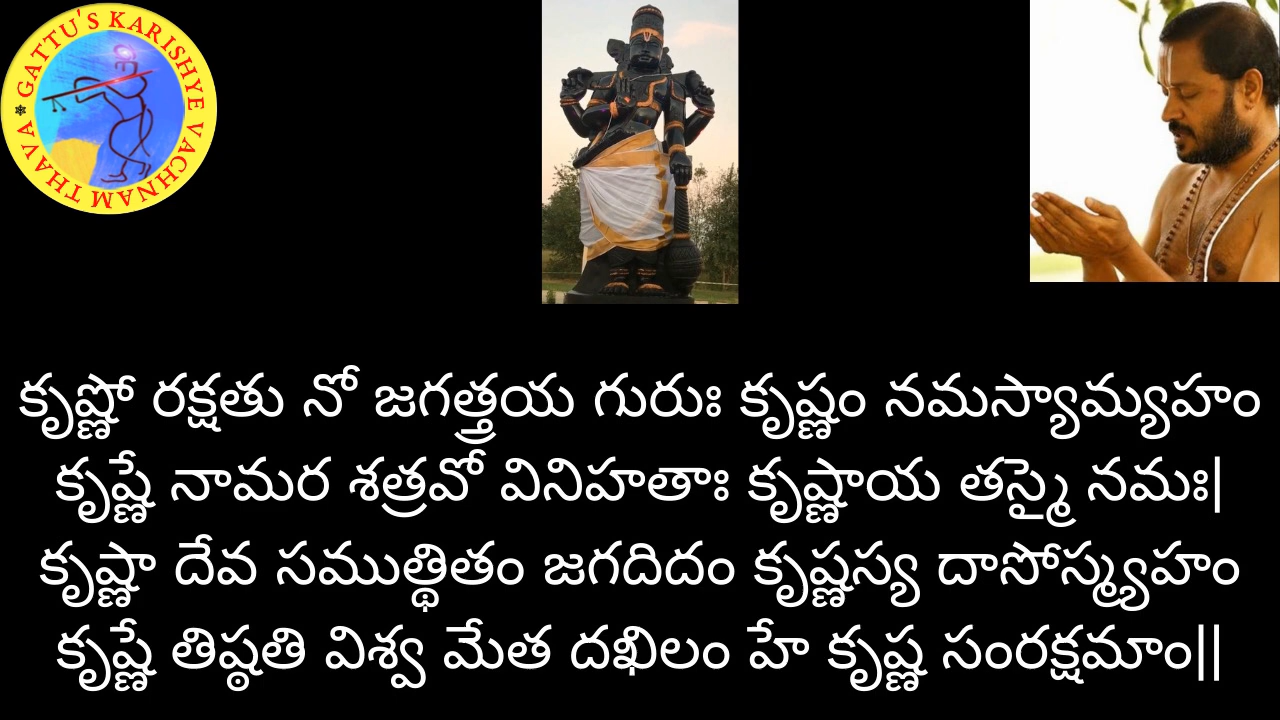 GATTU'S KARISHYE VACHNAM THAVA
కృష్ణో రక్షతు నో జగత్త్రయ గురుః కృష్ణం నమస్యామ్యహం
కృష్ణే నామర శత్రవో వినిహతాః కృష్ణాయ తస్మై నమః|
కృష్ణా దేవ సముత్థితం జగదిదం కృష్ణస్య దాసోస్మ్యహం
కృష్ణే తిష్ఠతి విశ్వ మేత దఖిలం హే కృష్ణ సంరక్షమాం||